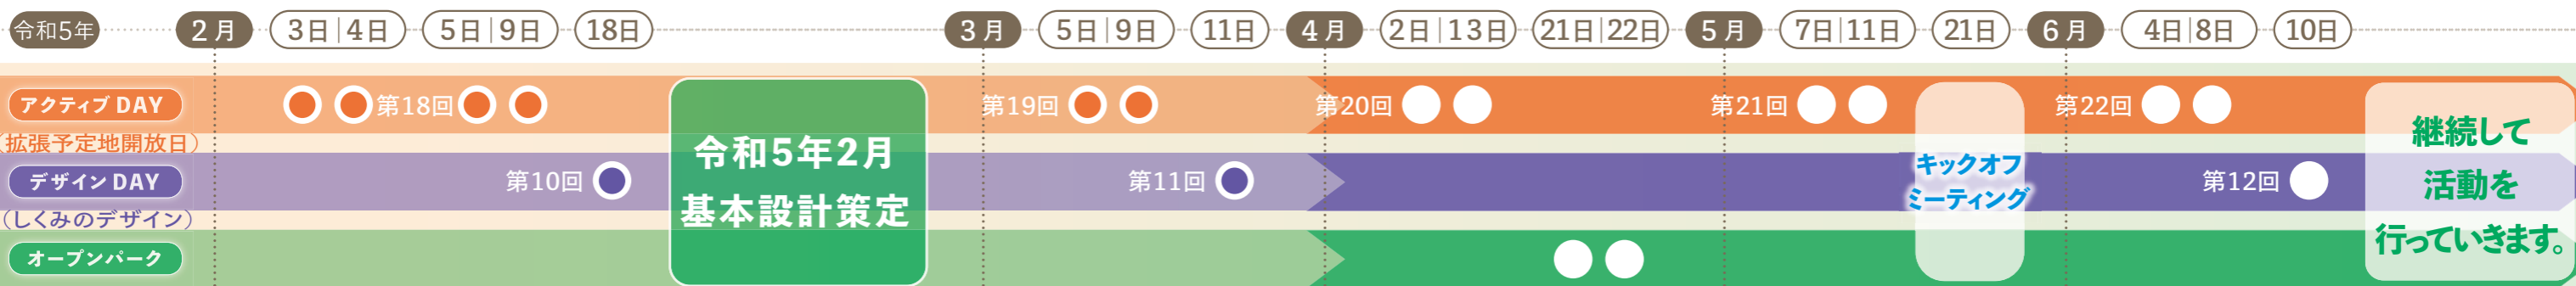 令和5年 2月 3日|4日 5日|9日 18日 3月 5日|9日 11日 4月 2日|13日 21日|22日 5月 7日|11日 21日 6月 4日|8日 10日
アクティブDAY 第18回 第19回 第20回 第21回 第22回
(拡張予定地開放日)
デザインDAY 第10回 第11回 第12回
(しくみのデザイン)
オープンパーク
令和5年2月
基本設計策定
キックオフ
ミーティング
継続して
活動を
行っていきます。